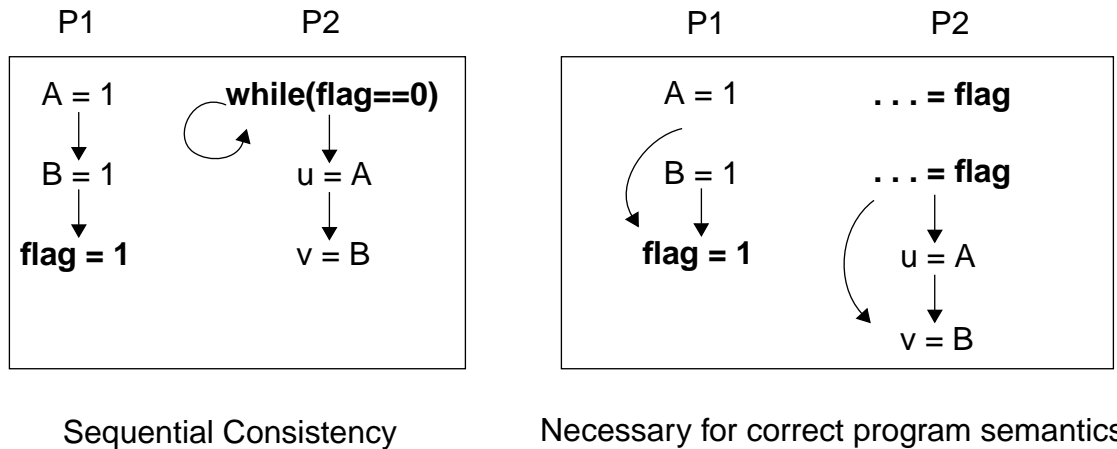 P1 P2
A = 1 while(flag==0)
B = 1 u = A
flag = 1 v = B
Sequential Consistency
P1 P2
A = 1 . . . = flag
B = 1 . . . = flag
flag = 1 u = A
v = B
Necessary for correct program semantics